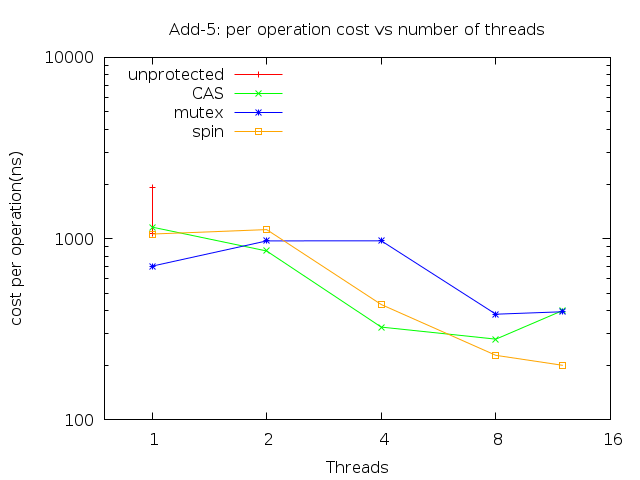 Add-5: per operation cost vs number of threads
10000
unprotected
CAS
mutex
spin
cost per operation(ns)
1000
100
1 2 4 8 16
Threads